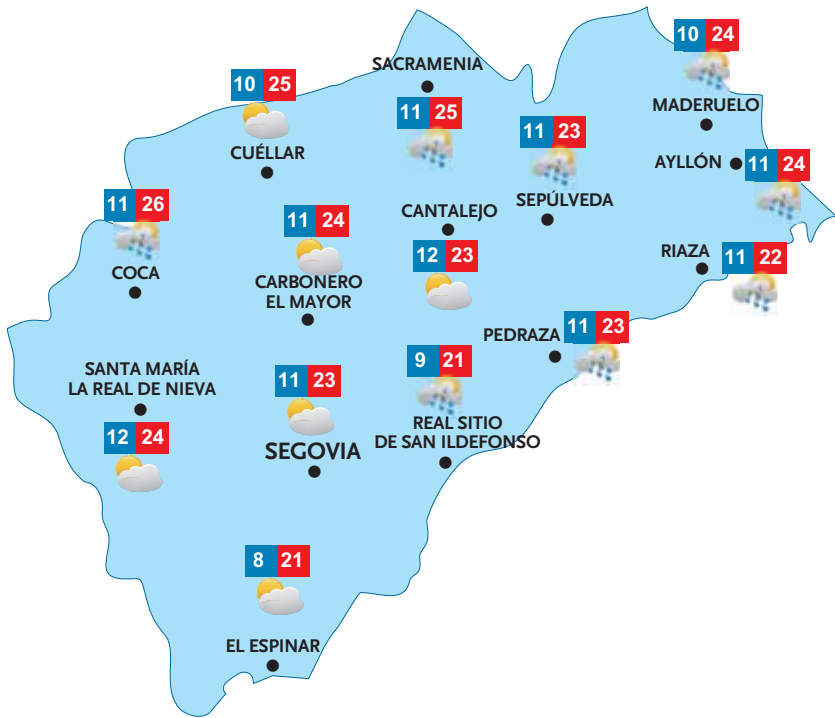 10 24
SACRAMENIA
10 25
MADERUELO
11 25
11 23
CUÉLLAR
AYLLÓN
11 24
11 26
SEPÚLVEDA
CANTALEJO
11 24
RIAZA
12 23
11 22
COCA
CARBONERO
EL MAYOR
PEDRAZA
11 23
9 21
SANTA MARÍA
LA REAL DE NIEVA
11 23
REAL SITIO
DE SAN ILDEFONSO
12 24
SEGOVIA
8 21
EL ESPINAR